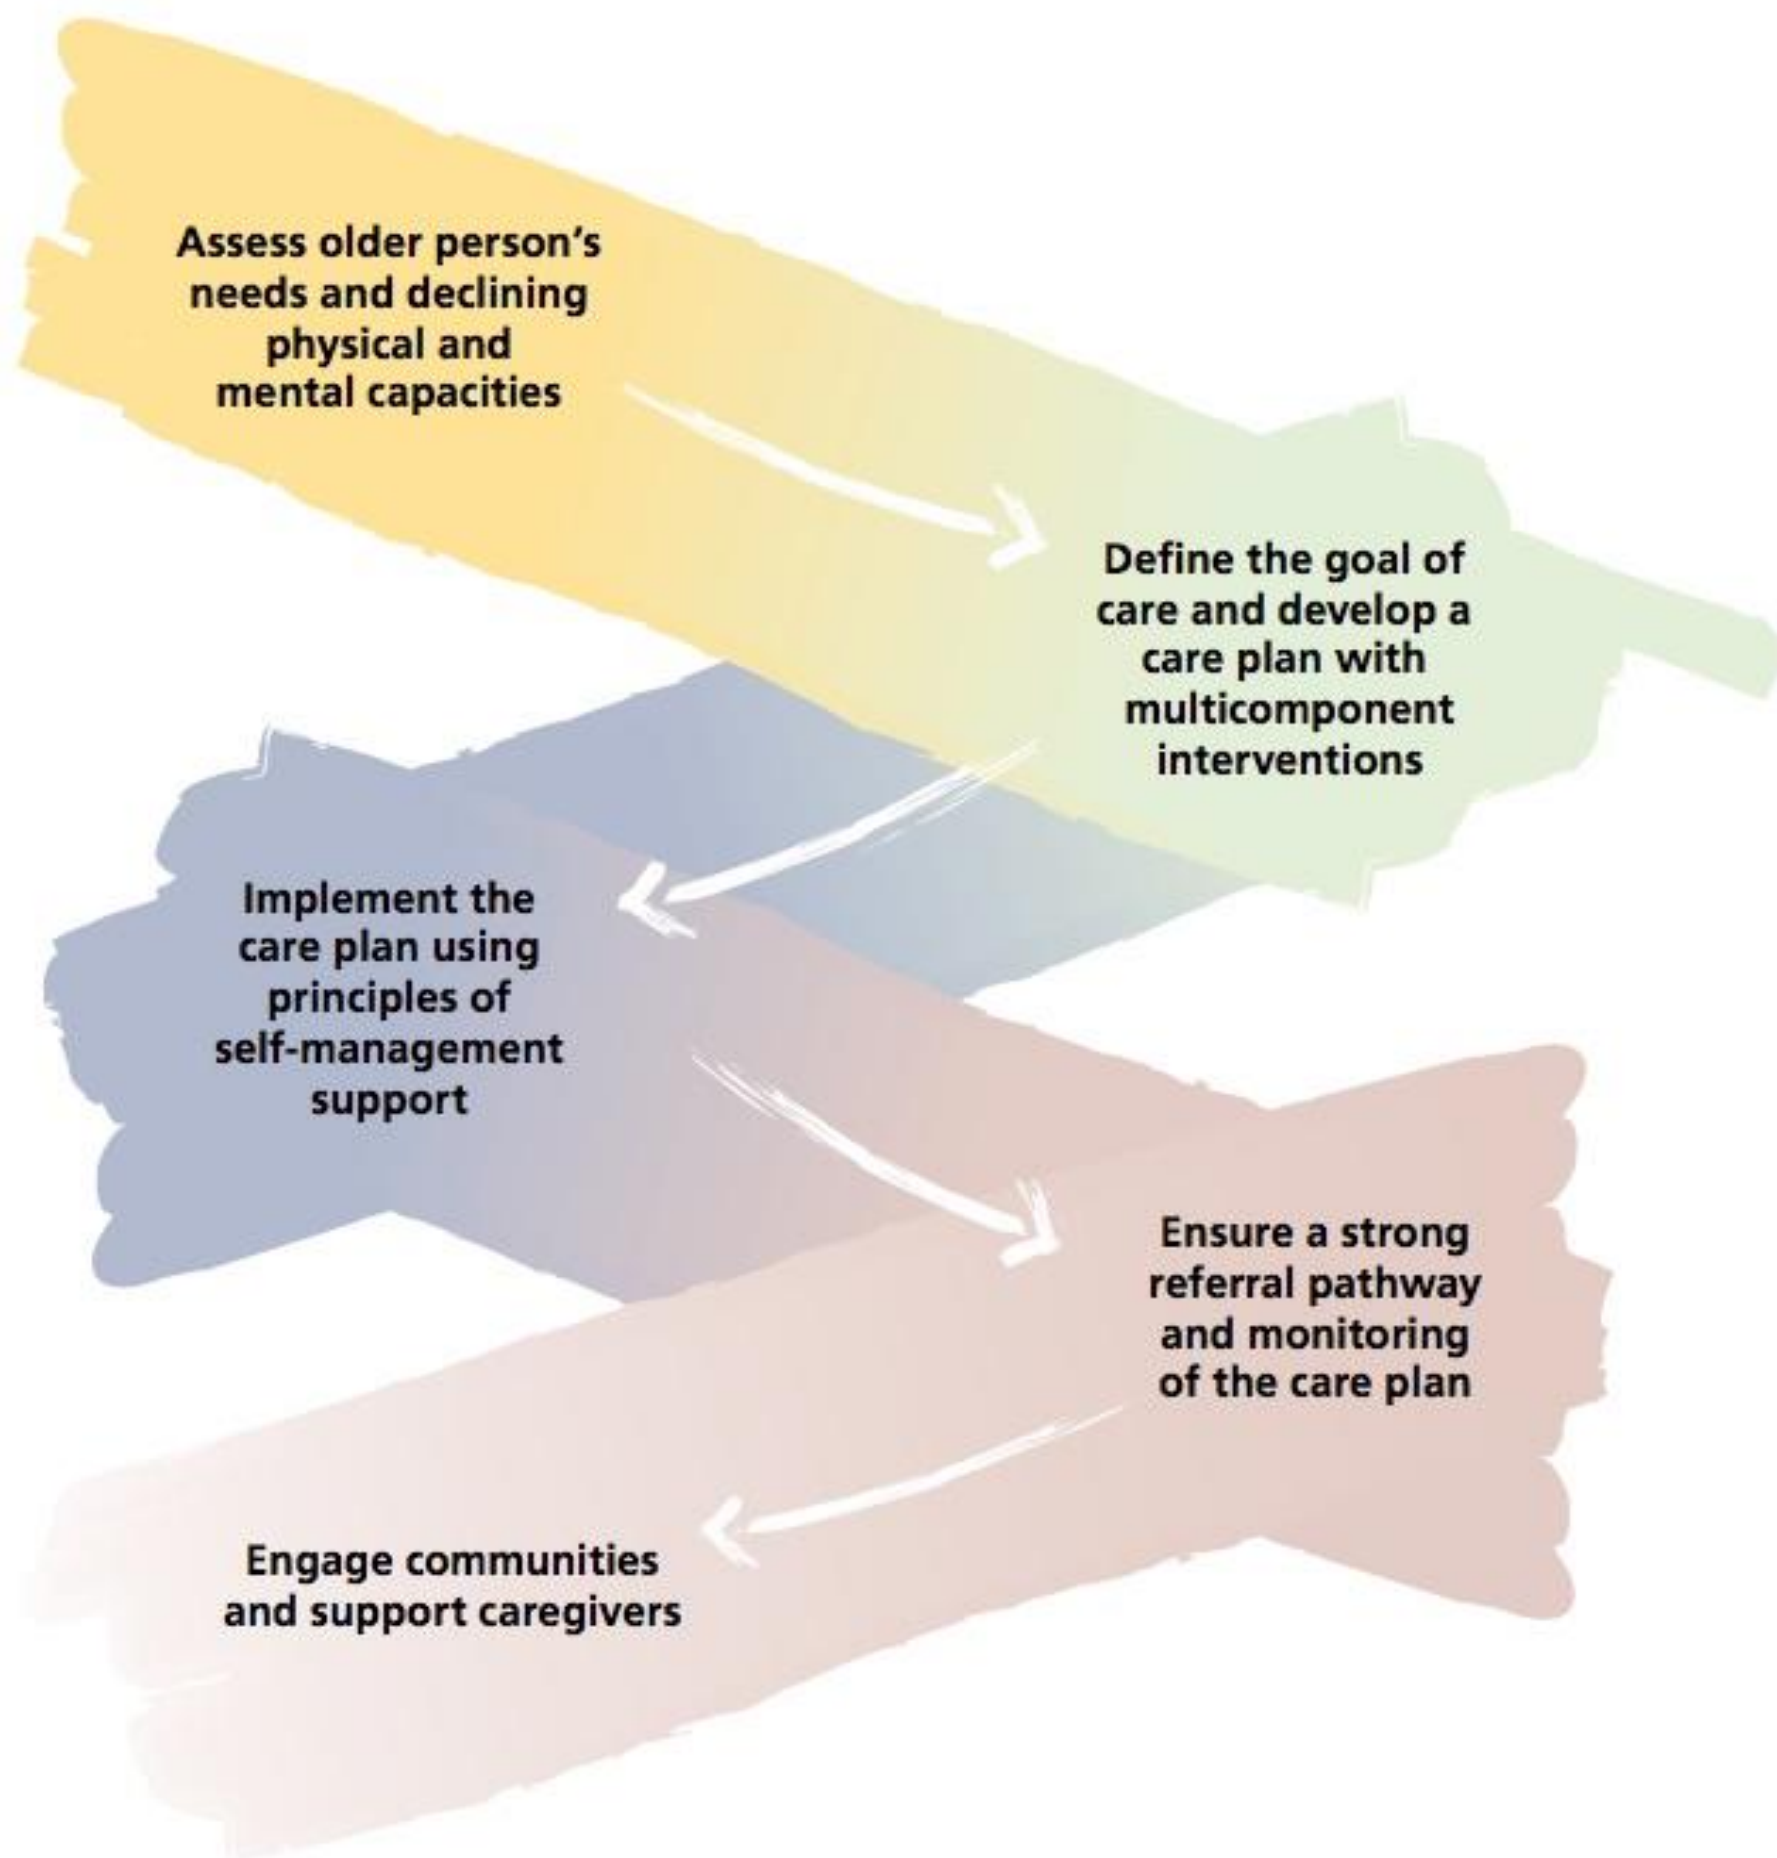 Assess older person's
needs and declining
physical and
mental capacities
Define the goal of
care and develop a
care plan with
multicomponent
interventions
Implement the
care plan using
principles of
self-management
support
Ensure a strong
referral pathway
and monitoring
of the care plan
Engage communities
and support caregivers